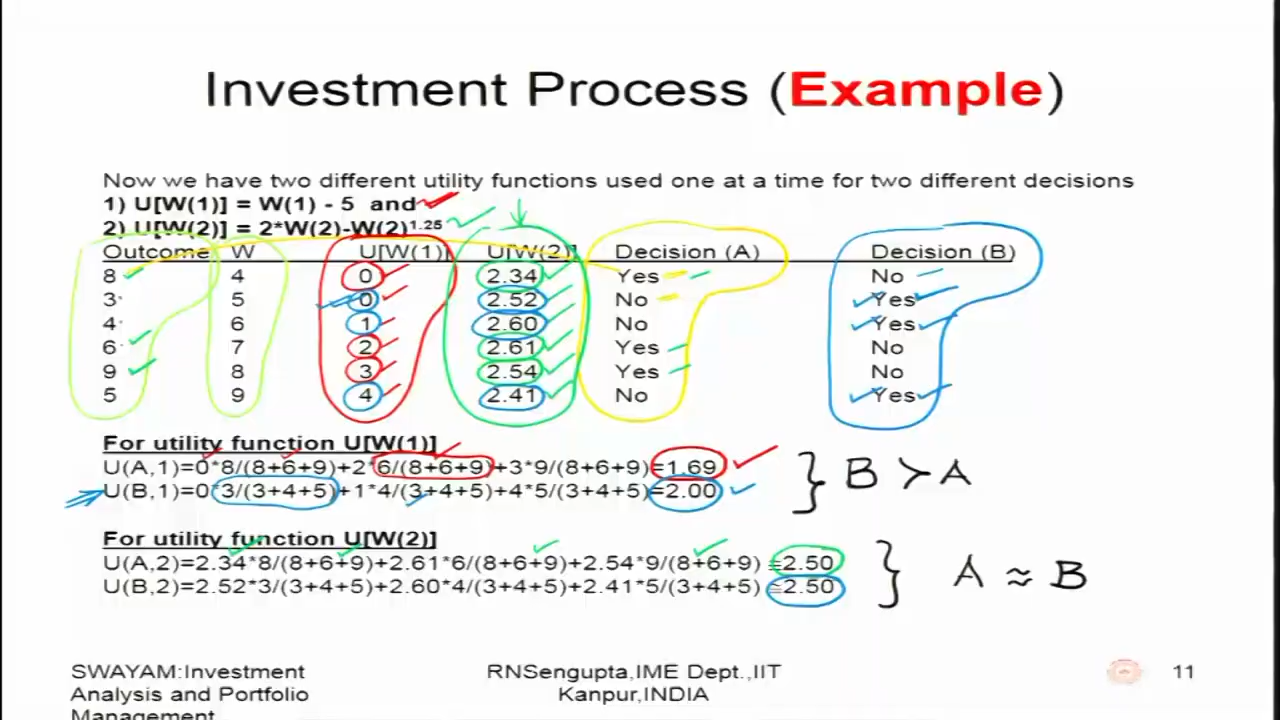 Investment Process (Example)
Now we have two different utility functions used one at a time for two different decisions
1) U[W(1)] = W(1) - 5 and
2) U[W(2)] = 2*W(2)-W(2)^1.25
Outcome W U[W(1)] U[W(2)] Decision (A) Decision (B)
8 4 0 2.34 Yes No
3 5 0 2.52 No Yes
4 6 1 2.60 No Yes
6 7 2 2.61 Yes No
9 8 3 2.54 Yes No
5 9 4 2.41 No Yes
For utility function U[W(1)]
U(A,1)=0*8/(8+6+9)+2*6/(8+6+9)+3*9/(8+6+9)=1.69
U(B,1)=0*3/(3+4+5)+1*4/(3+4+5)+4*5/(3+4+5)=2.00
} B > A
For utility function U[W(2)]
U(A,2)=2.34*8/(8+6+9)+2.61*6/(8+6+9)+2.54*9/(8+6+9) =2.50
U(B,2)=2.52*3/(3+4+5)+2.60*4/(3+4+5)+2.41*5/(3+4+5) =2.50
} A ≈ B
SWAYAM:Investment
Analysis and Portfolio
Management
RNSengupta,IME Dept.,IIT
Kanpur,INDIA
11